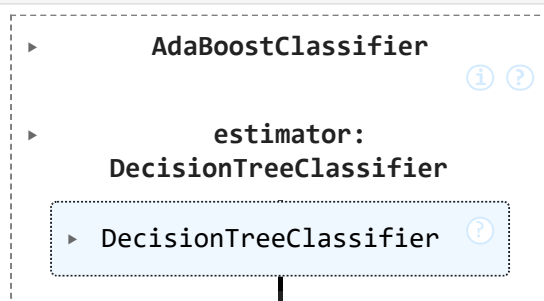 AdaBoostClassifier
i ?
estimator:
DecisionTreeClassifier
DecisionTreeClassifier ?